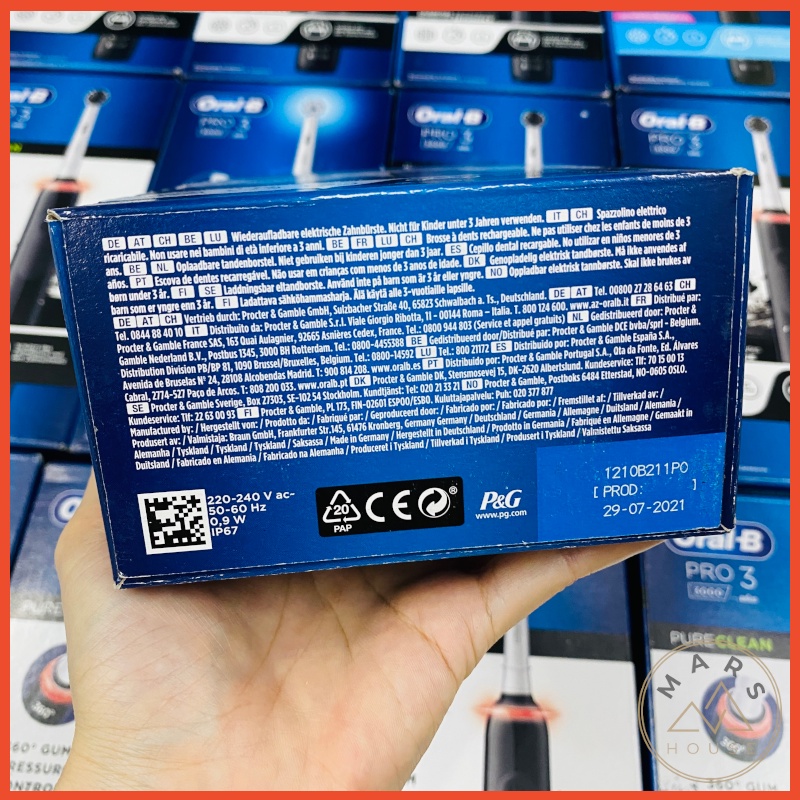 Oral-B
PRO 3
Oral-B
PRO 3
Oral-B
PRO 3
DE AT CH BE LU Wiederaufladbare elektrische Zahnbürste. Nicht für Kinder unter 3 Jahren verwenden. IT CH Spazzolino elettrico
ricaricabile. Non usare nei bambini di età inferiore a 3 anni. BE FR LU CH Brosse à dents rechargeable. Ne pas utiliser chez les enfants de moins de 3
ans. BE NL Oplaadbare tandenborstel. Niet gebruiken bij kinderen jonger dan 3 jaar. ES Cepillo dental recargable. No utilizar en niños menores de 3
años. PT Escova de dentes recarregável. Não usar em crianças com menos de 3 anos de idade. DK Genopladelig elektrisk tandbørste. Må ikke anvendes af
børn under 3 år. FI Laddningsbar eltandborste. Använd inte på barn som är 3 år eller yngre. NO Oppladbar elektrisk tannbørste. Skal ikke brukes av
barn som er yngre enn 3 år. FI Ladattava sähköhammasharja. Älä käytä alle 3-vuotiaille lapsille.
DE AT CH Vertrieb durch: Procter & Gamble GmbH, Sulzbacher Straße 40, 65823 Schwalbach a. Ts., Deutschland. DE AT Tel. 00800 27 28 64 63 CH
Tel. 0844 88 40 10 IT Distribuito da: Procter & Gamble S.r.l. Viale Giorgio Ribotta, 11 - 00144 Roma – Italia. T. 800 124 600, www.az-oralb.it FR Distribué par:
Procter & Gamble France SAS, 163 Quai Aulagnier, 92665 Asnières Cedex, France. Tel.: 0800 944 803 (Service et appel gratuits) NL Gedistribueerd door: Procter &
Gamble Nederland B.V., Postbus 1345, 3000 BH Rotterdam. Tel.: 0800-4455388 BE Gedistribueerd door/Distribué par: Procter & Gamble DCE bvba/sprl - Belgium.
Distribution Division PB/BP 81, 1090 Brussel/Bruxelles, Belgium. Tel.: 0800-14592 LU Tel.: 800 21172 ES Distribuido por: Procter & Gamble España S.A.,
Avenida de Bruselas Nº 24, 28108 Alcobendas Madrid. T: 900 814 208. www.oralb.es PT Distribuído por: Procter & Gamble Portugal S.A., Qta da Fonte. Ed. Álvares
Cabral, 2774-527 Paço de Arcos. T: 808 200 033. www.oralb.pt DK Procter & Gamble DK, Stensmosevej 15, DK-2620 Albertslund. Kundeservice: Tlf: 70 15 00 13
SE Procter & Gamble Sverige, Box 27303, SE-102 54 Stockholm. Kundtjänst: Tel: 020 21 33 21 NO Procter & Gamble, Postboks 6484 Etterstad, NO-0605 OSLO.
Kundeservice: Tlf: 22 63 00 93 FI Procter & Gamble, PL 173, FIN-02601 ESPOO/ESBO. Kuluttajapalvelu: Puh: 020 377 877
Manufactured by: / Hergestellt von: / Prodotto da: / Fabriqué par: / Geproduceerd door: / Fabricado por: / Fabricado por: / Fremstillet af: / Tillverkad av: /
Produsert av: / Valmistaja: Braun GmbH, Frankfurter Str.145, 61476 Kronberg, Germany Germany / Deutschland / Germania / Allemagne / Duitsland / Alemania /
Alemanha / Tyskland / Tyskland / Tyskland / Saksassa / Made in Germany / Hergestellt in Deutschland / Prodotto in Germania / Fabriqué en Allemagne / Gemaakt in
Duitsland / Fabricado en Alemania / Fabricado na Alemanha / Produceret i Tyskland / Tillverkad i Tyskland / Produsert i Tyskland / Valmistettu Saksassa
220-240 V ac~
50-60 Hz
0,9 W
IP67
20
PAP
CE
P&G
www.pg.com
1210B211P0
[ PROD: ]
29-07-2021
Oral-B
PRO 3
PURECLEAN
MARS
HOUSE
360° GUM
PRESSURE
CONTROL
360° GUM